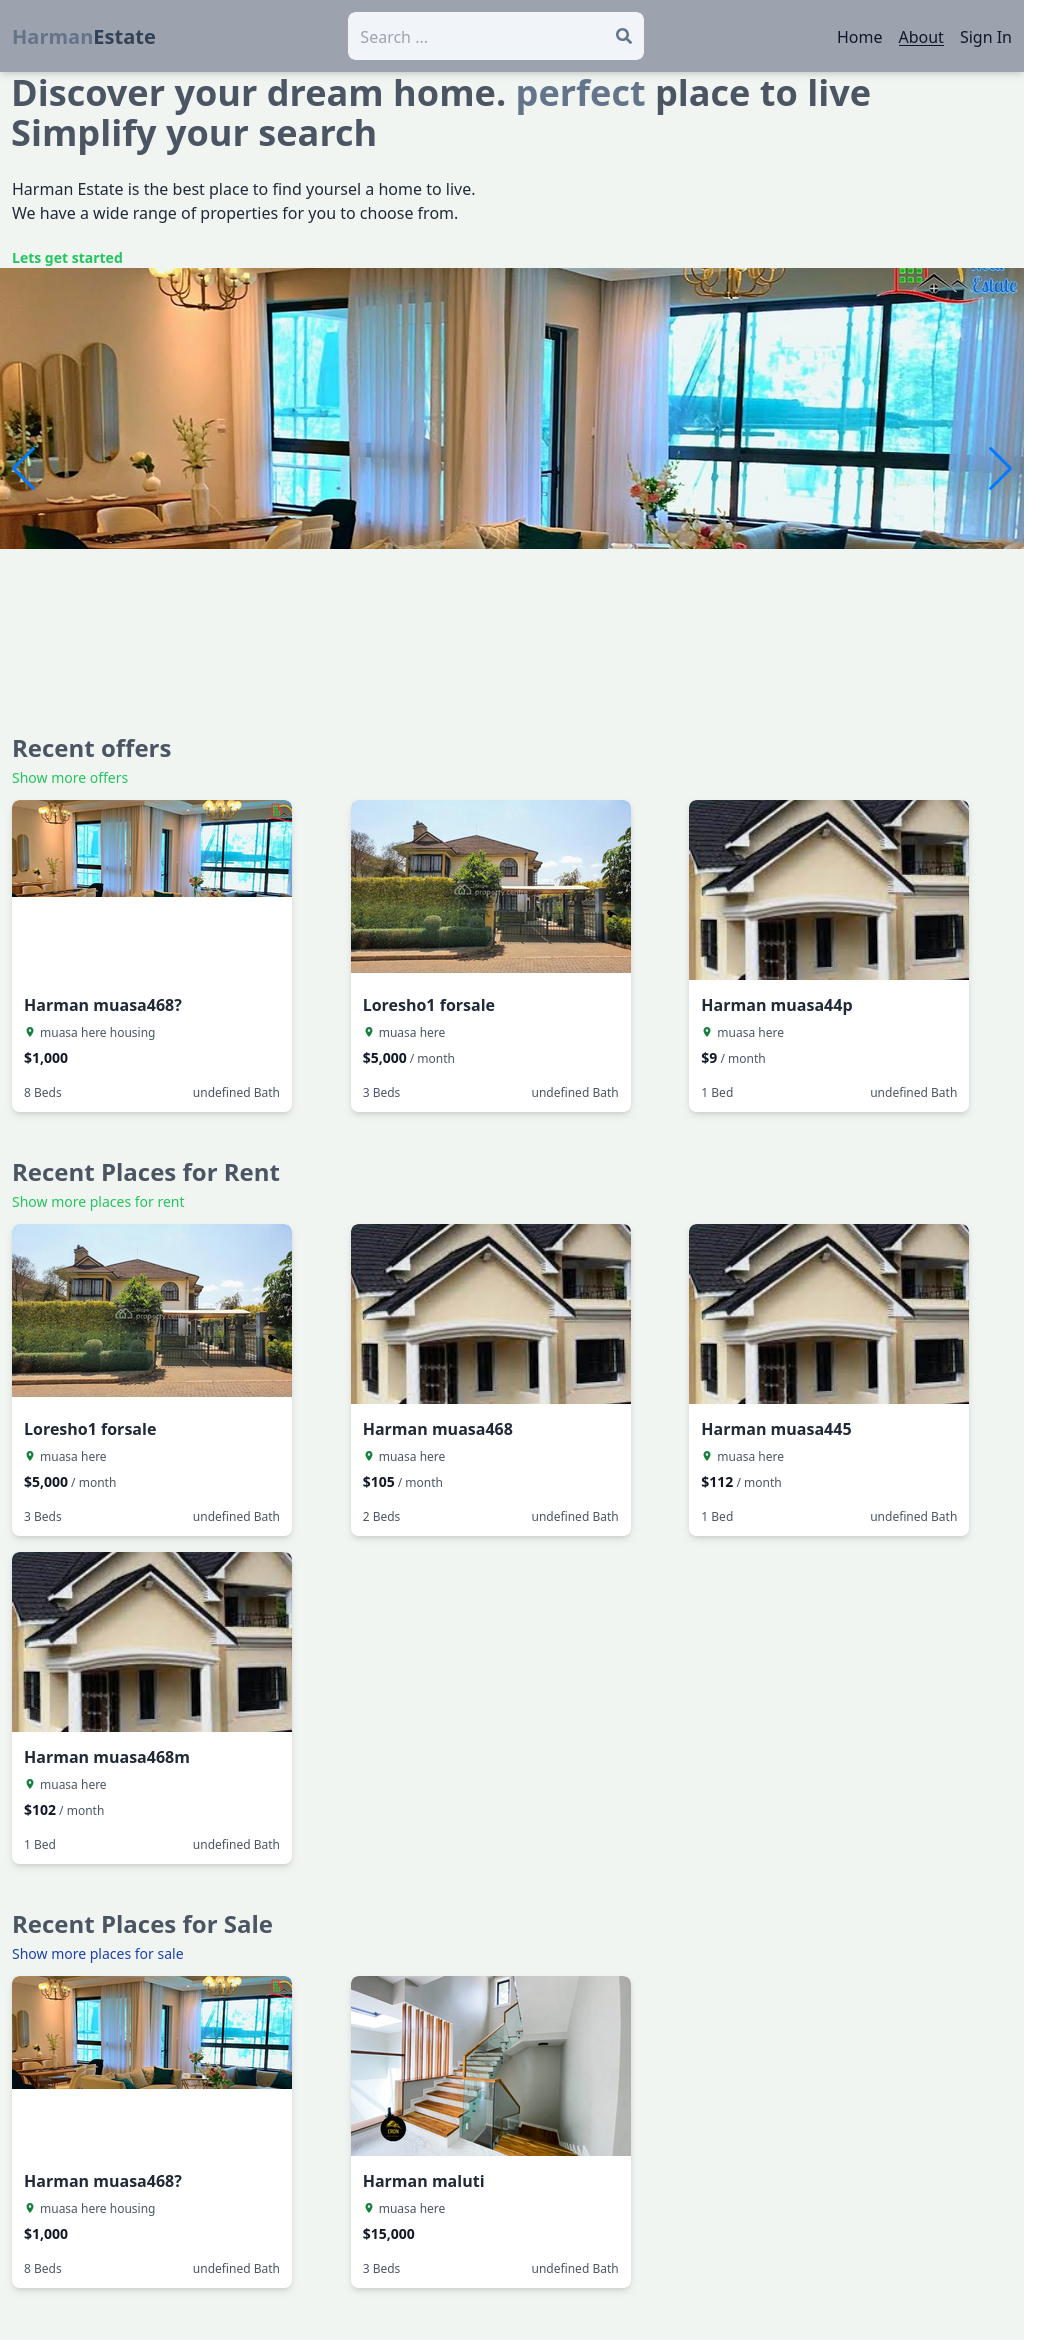 HarmanEstate
Search ...
Home About Sign In
Discover your dream home. perfect place to live
Simplify your search
Harman Estate is the best place to find yoursel a home to live.
We have a wide range of properties for you to choose from.
Lets get started
Estate
Recent offers
Show more offers
Harman muasa468?
muasa here housing
$1,000
8 Beds undefined Bath
property centre
Loresho1 forsale
muasa here
$5,000 / month
3 Beds undefined Bath
Harman muasa44p
muasa here
$9 / month
1 Bed undefined Bath
Recent Places for Rent
Show more places for rent
property centre
Loresho1 forsale
muasa here
$5,000 / month
3 Beds undefined Bath
Harman muasa468
muasa here
$105 / month
2 Beds undefined Bath
Harman muasa445
muasa here
$112 / month
1 Bed undefined Bath
Harman muasa468m
muasa here
$102 / month
1 Bed undefined Bath
Recent Places for Sale
Show more places for sale
Harman muasa468?
muasa here housing
$1,000
8 Beds undefined Bath
Harman maluti
muasa here
$15,000
3 Beds undefined Bath